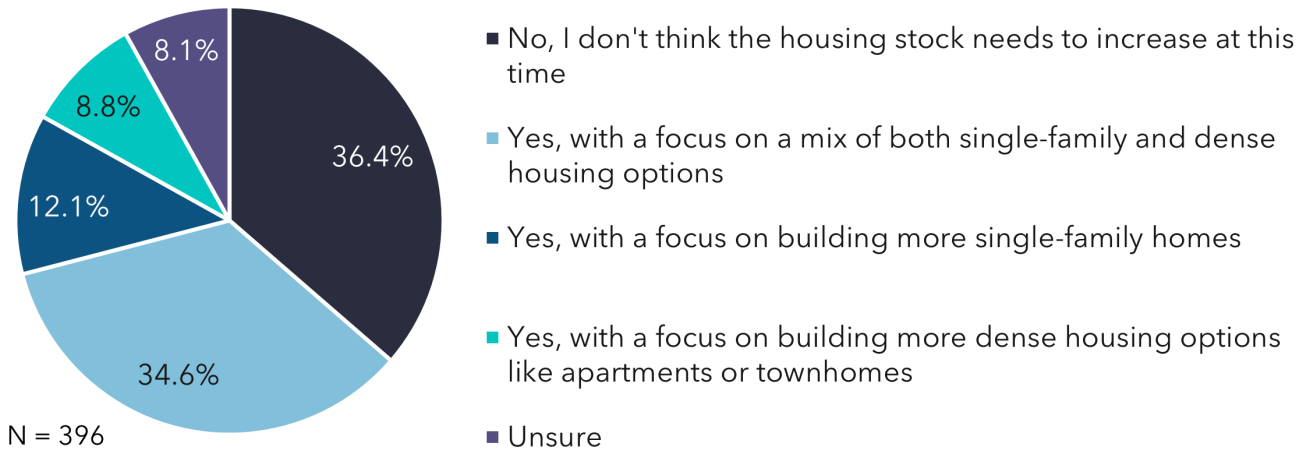 8.1%
8.8%
36.4%
12.1%
34.6%
N = 396
No, I don't think the housing stock needs to increase at this
time
Yes, with a focus on a mix of both single-family and dense
housing options
Yes, with a focus on building more single-family homes
Yes, with a focus on building more dense housing options
like apartments or townhomes
Unsure